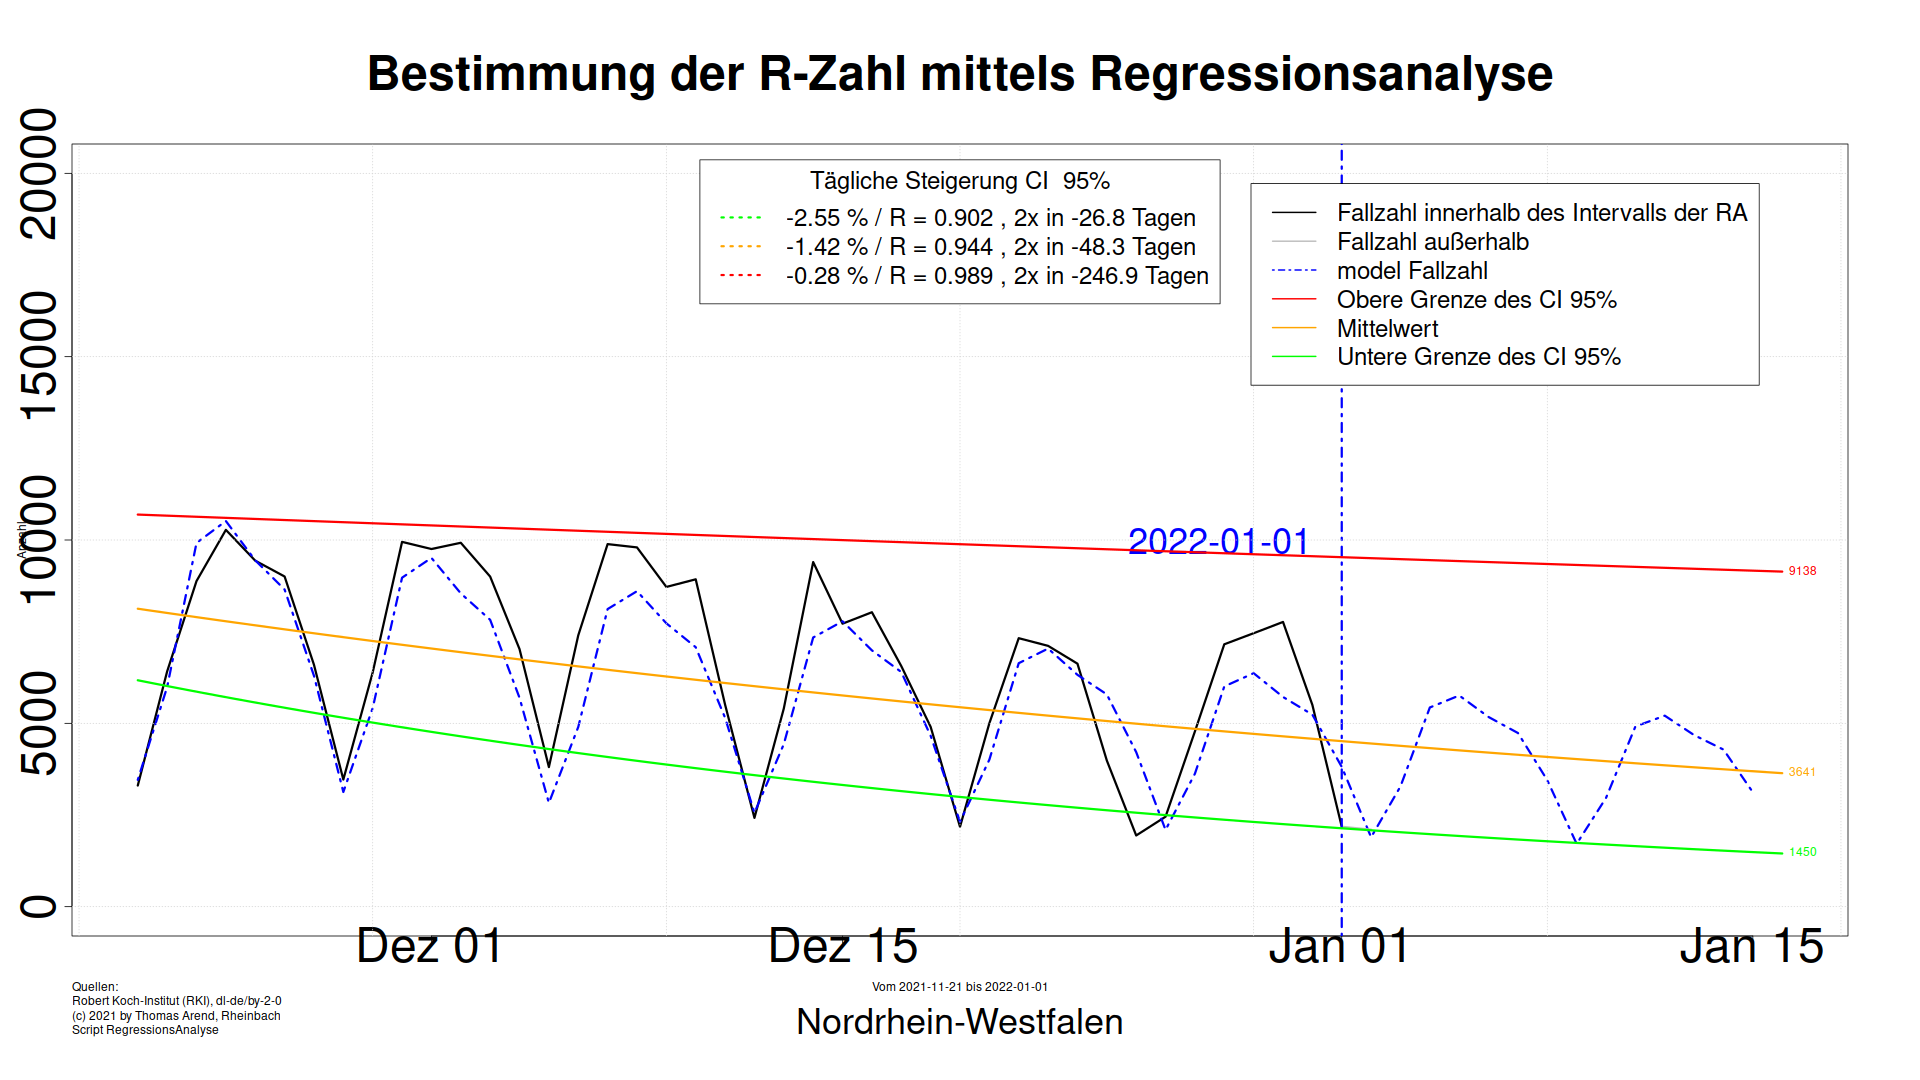 Bestimmung der R-Zahl mittels Regressionsanalyse
Anzahl
20000
15000
10000
5000
0
Tägliche Steigerung CI  95%
-2.55 % / R = 0.902 , 2x in -26.8 Tagen
-1.42 % / R = 0.944 , 2x in -48.3 Tagen
-0.28 % / R = 0.989 , 2x in -246.9 Tagen
Fallzahl innerhalb des Intervalls der RA
Fallzahl außerhalb
model Fallzahl
Obere Grenze des CI 95%
Mittelwert
Untere Grenze des CI 95%
2022-01-01
9138
3641
1450
Dez 01
Dez 15
Jan 01
Jan 15
Quellen:
Robert Koch-Institut (RKI), dl-de/by-2-0
(c) 2021 by Thomas Arend, Rheinbach
Script RegressionsAnalyse
Vom 2021-11-21 bis 2022-01-01
Nordrhein-Westfalen